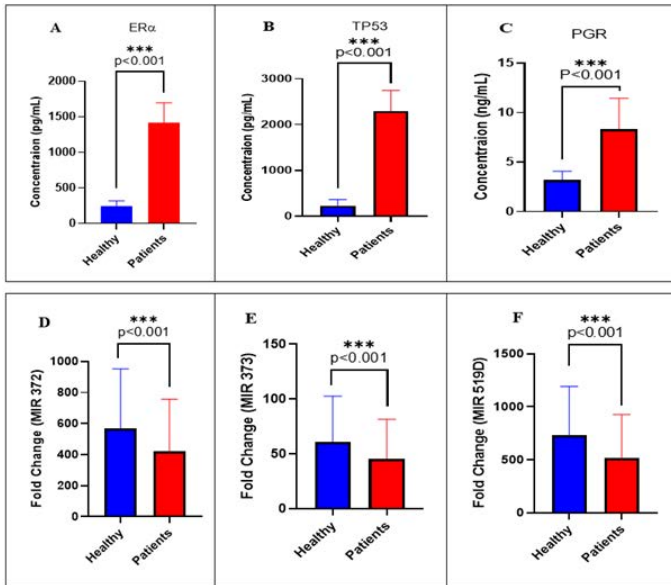 A
ERα
***
p<0.001
Concentraion (pg/mL)
2000
1500
1000
500
0
Healthy
Patients
B
TP53
***
p<0.001
Concentration (pg/mL)
3000
2000
1000
0
Healthy
Patients
C
PGR
***
P<0.001
Concentration (ng/mL)
15
10
5
0
Healthy
Patients
D
***
p<0.001
Fold Change (MIR 372)
1000
800
600
400
200
0
Healthy
Patients
E
***
p<0.001
Fold Change (MIR 373)
150
100
50
0
Healthy
Patients
F
***
p<0.001
Fold Change (MIR 519D)
1500
1000
500
0
Healthy
Patients